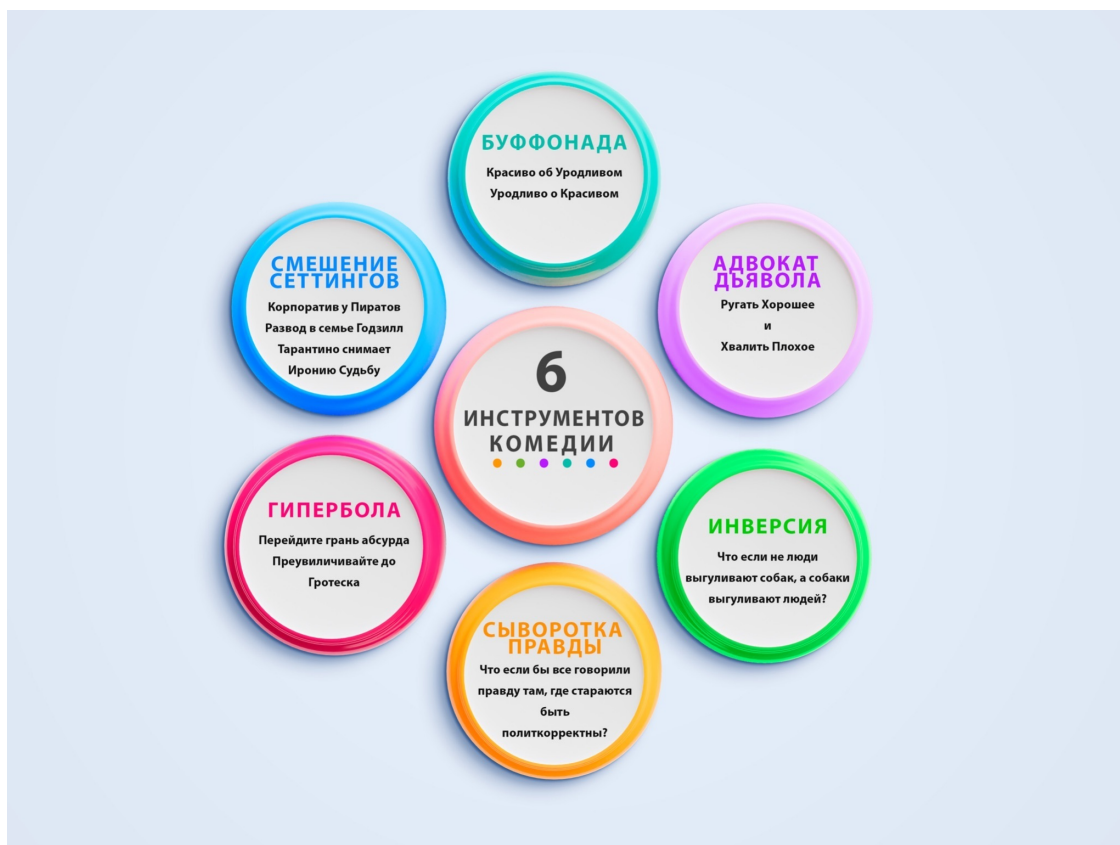 БУФФОНАДА
Красиво об Уродливом
Уродливо о Красивом
СМЕШЕНИЕ
СЕТТИНГОВ
Корпоратив у Пиратов
Развод в семье Годзилл
Тарантино снимает
Иронию Судьбу
АДВОКАТ
ДЬЯВОЛА
Ругать Хорошее
и
Хвалить Плохое
6
ИНСТРУМЕНТОВ
КОМЕДИИ
ГИПЕРБОЛА
Перейдите грань абсурда
Преувиличивайте до
Гротеска
ИНВЕРСИЯ
Что если не люди
выгуливают собак, а собаки
выгуливают людей?
СЫВОРОТКА
ПРАВДЫ
Что если бы все говорили
правду там, где стараются
быть
политкорректны?